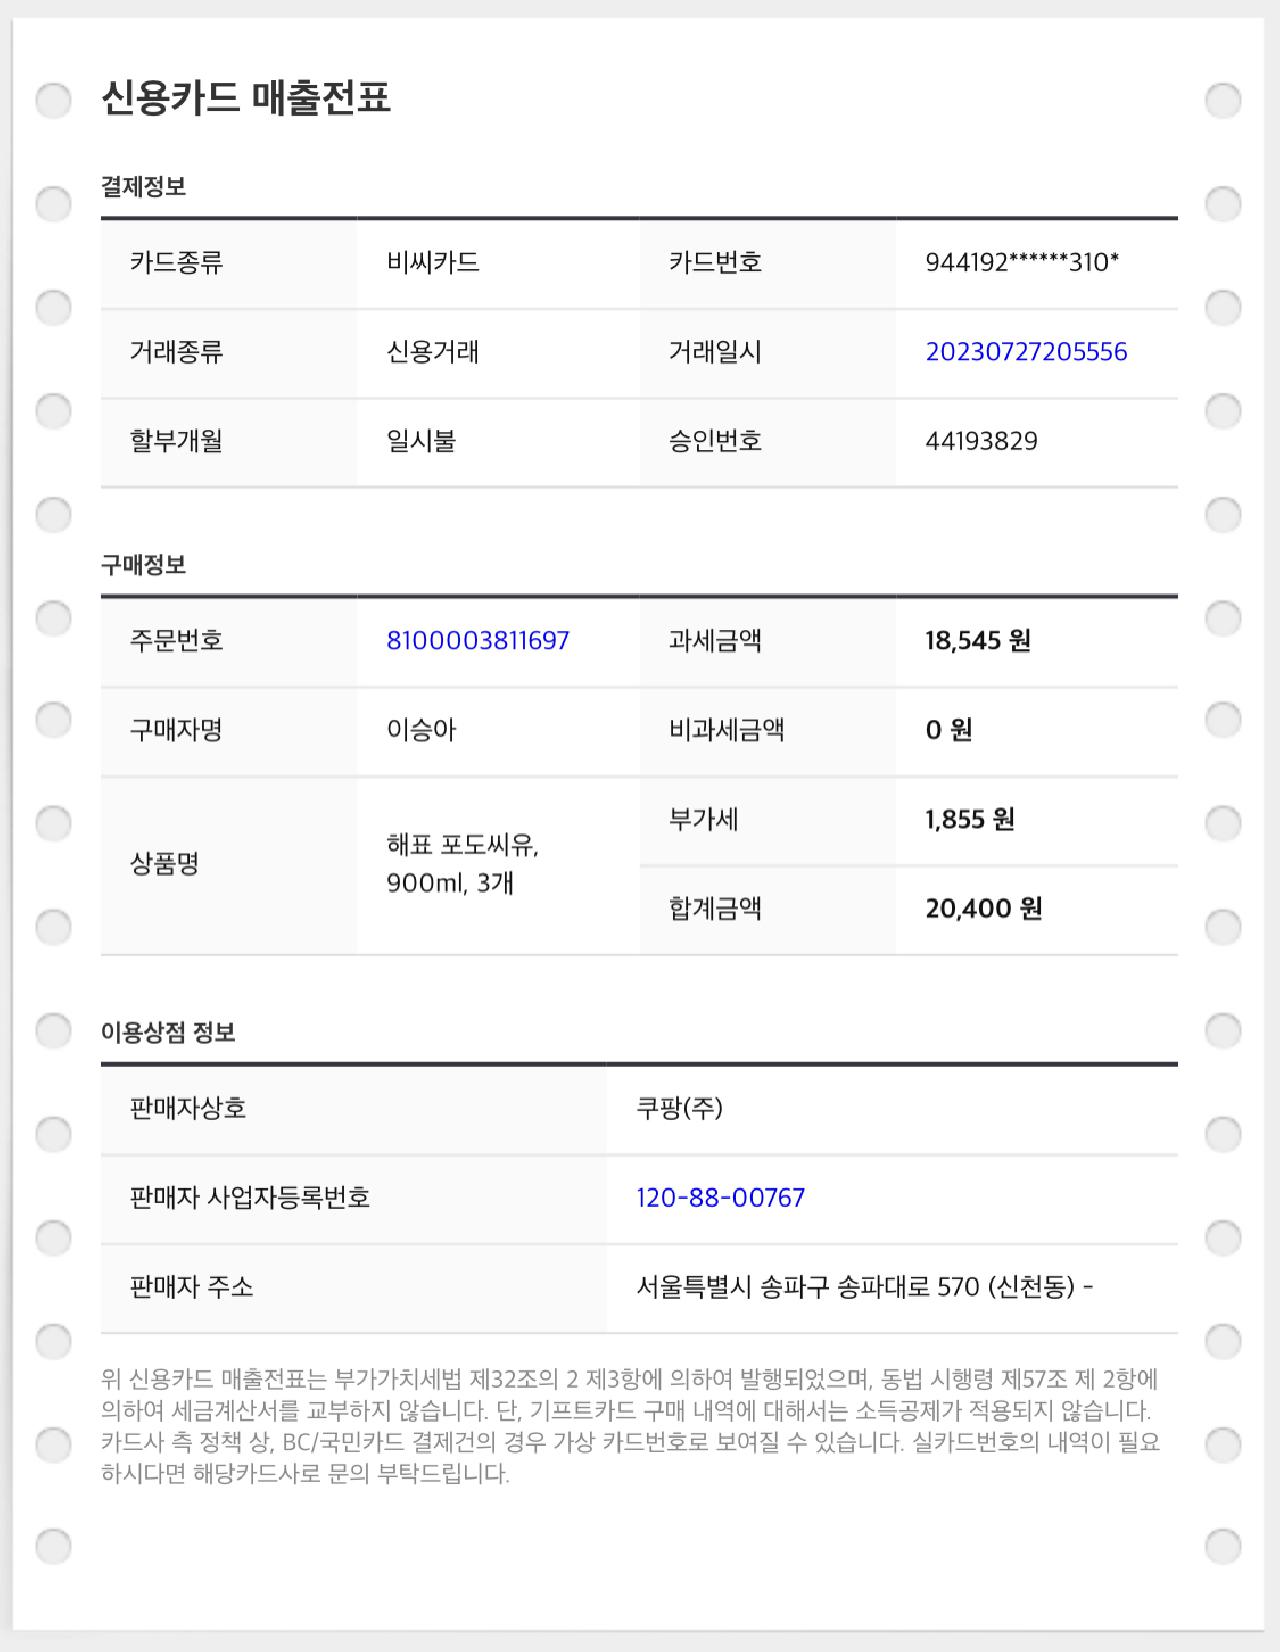 신용카드 매출전표
결제정보
카드종류 비씨카드 카드번호 944192******310*
거래종류 신용거래 거래일시 20230727205556
할부개월 일시불 승인번호 44193829
구매정보
주문번호 8100003811697 과세금액 18,545 원
구매자명 이승아 비과세금액 0 원
상품명 해표 포도씨유,
900ml, 3개
부가세 1,855 원
합계금액 20,400 원
이용상점 정보
판매자상호 쿠팡(주)
판매자 사업자등록번호 120-88-00767
판매자 주소 서울특별시 송파구 송파대로 570 (신천동) -
위 신용카드 매출전표는 부가가치세법 제32조의 2 제3항에 의하여 발행되었으며, 동법 시행령 제57조 제 2항에
의하여 세금계산서를 교부하지 않습니다. 단, 기프트카드 구매 내역에 대해서는 소득공제가 적용되지 않습니다.
카드사 측 정책 상, BC/국민카드 결제건의 경우 가상 카드번호로 보여질 수 있습니다. 실카드번호의 내역이 필요
하시다면 해당카드사로 문의 부탁드립니다.